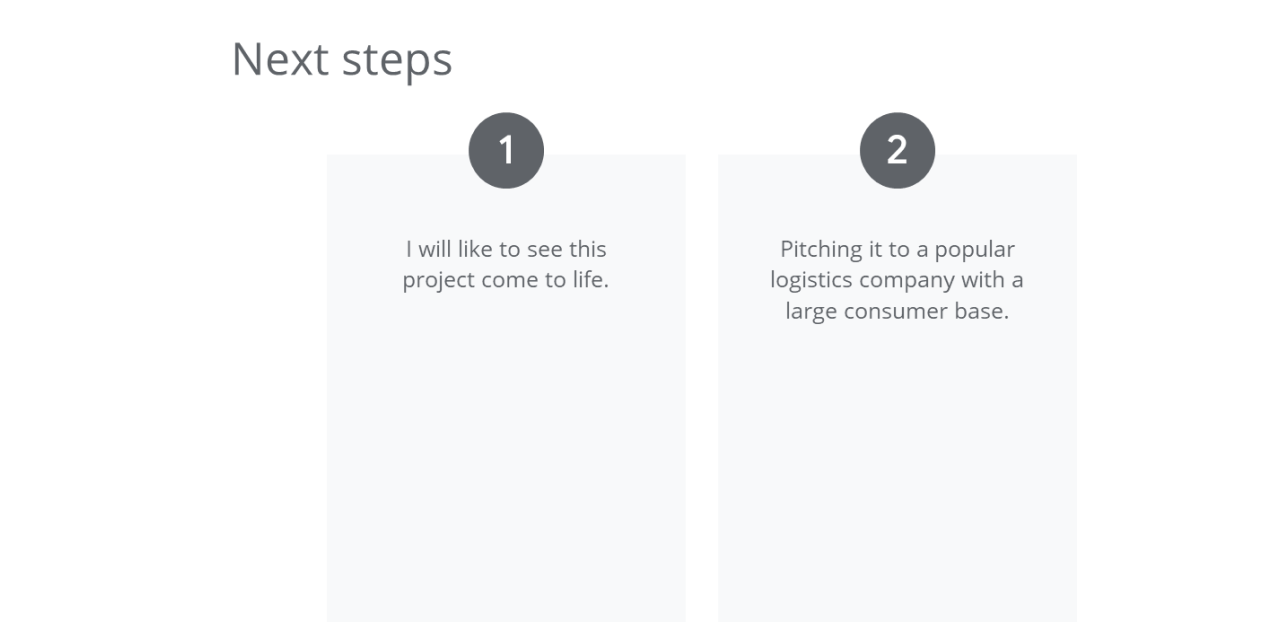 Next steps
1
I will like to see this
project come to life.
2
Pitching it to a popular
logistics company with a
large consumer base.